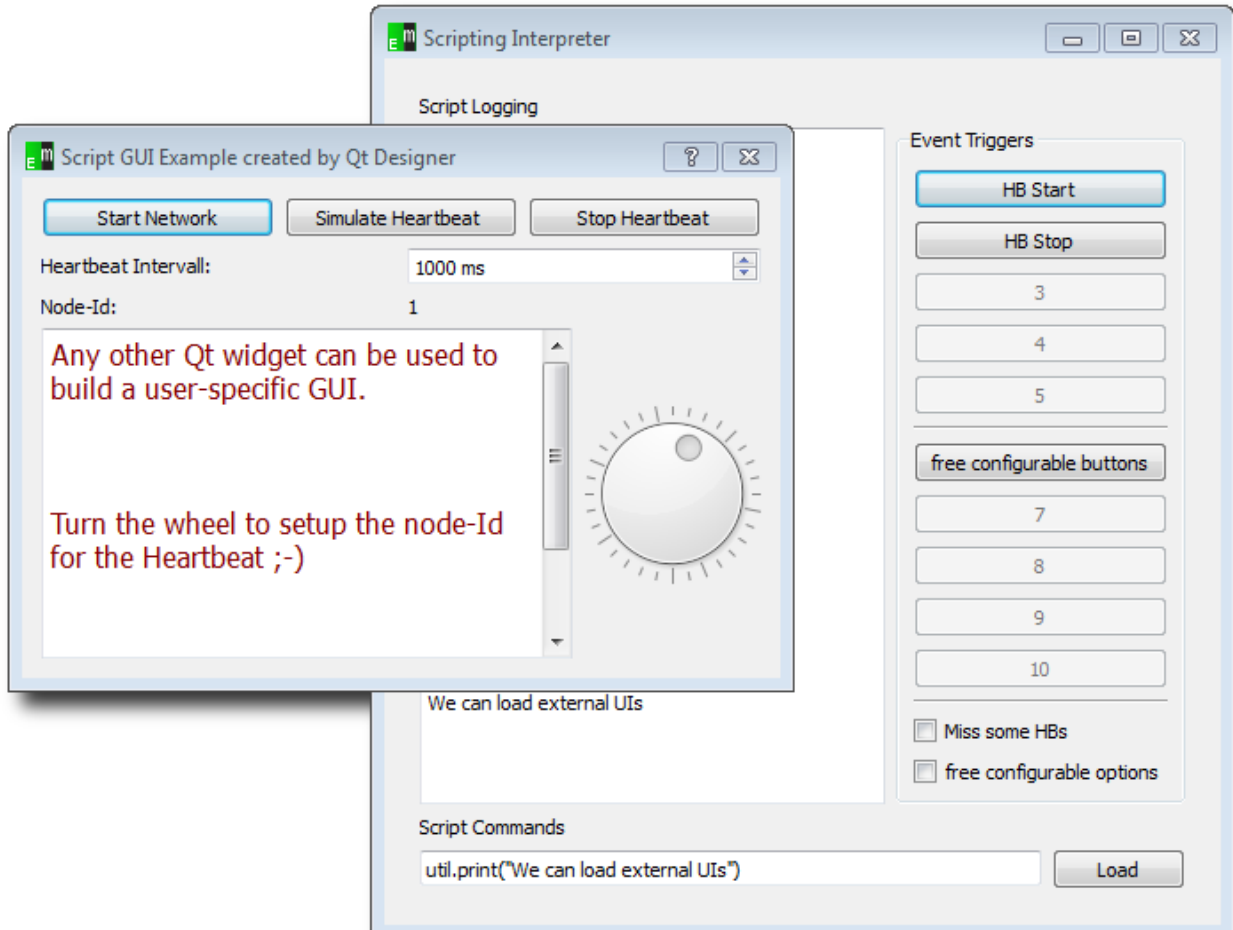 E m Scripting Interpreter
Script Logging
E m Script GUI Example created by Qt Designer
?
Start Network
Simulate Heartbeat
Stop Heartbeat
Heartbeat Intervall:
1000 ms
Node-Id:
1
Any other Qt widget can be used to
build a user-specific GUI.
Turn the wheel to setup the node-Id
for the Heartbeat ;-)
We can load external UIs
Event Triggers
HB Start
HB Stop
3
4
5
free configurable buttons
7
8
9
10
Miss some HBs
free configurable options
Script Commands
util.print("We can load external UIs")
Load